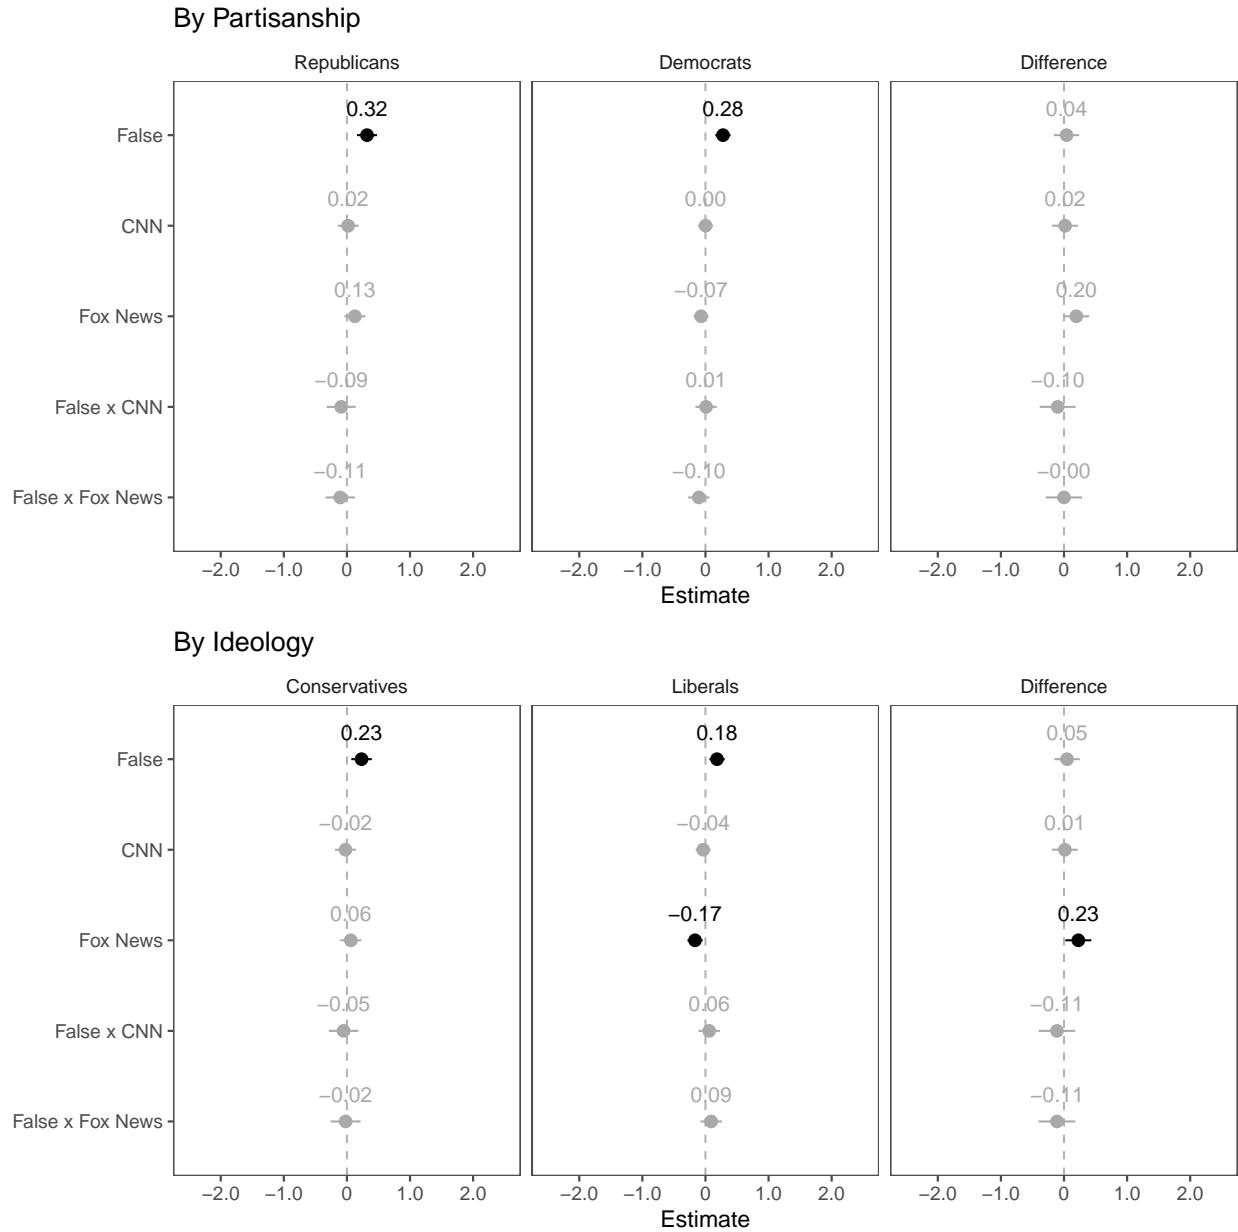 By Partisanship
Republicans Democrats Difference
0.32 0.28 0.04
False
0.02 0.00 0.02
CNN
0.13 −0.07 0.20
Fox News
−0.09 0.01 −0.10
False x CNN
−0.11 −0.10 −0.00
False x Fox News
−2.0 −1.0 0 1.0 2.0 −2.0 −1.0 0 1.0 2.0 −2.0 −1.0 0 1.0 2.0
Estimate
By Ideology
Conservatives Liberals Difference
0.23 0.18 0.05
False
−0.02 −0.04 0.01
CNN
0.06 −0.17 0.23
Fox News
−0.05 0.06 −0.11
False x CNN
−0.02 0.09 −0.11
False x Fox News
−2.0 −1.0 0 1.0 2.0 −2.0 −1.0 0 1.0 2.0 −2.0 −1.0 0 1.0 2.0
Estimate